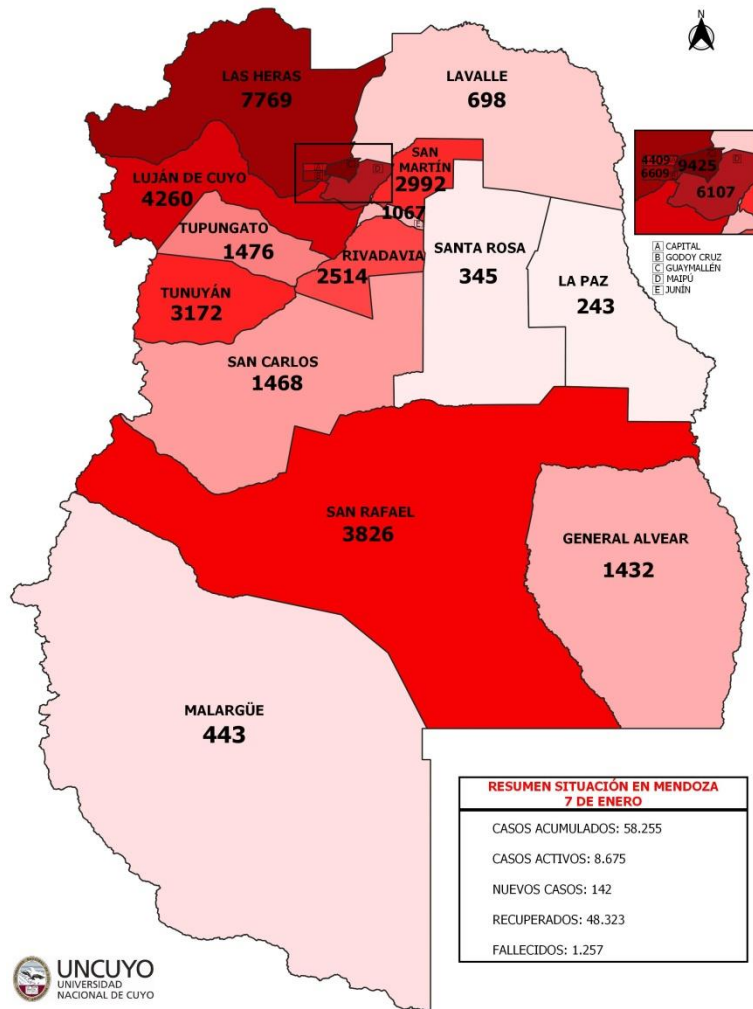 N
LAS HERAS
7769
LAVALLE
698
SAN
MARTÍN
2992
LUJÁN DE CUYO
4260
1067
TUPUNGATO
1476
RIVADAVIA
2514
SANTA ROSA
345
LA PAZ
243
TUNUYÁN
3172
SAN CARLOS
1468
4409
9425
6609
6107
A CAPITAL
B GODOY CRUZ
C GUAYMALLÉN
D MAIPÚ
E JUNÍN
SAN RAFAEL
3826
GENERAL ALVEAR
1432
MALARGÜE
443
RESUMEN SITUACIÓN EN MENDOZA
7 DE ENERO
CASOS ACUMULADOS: 58.255
CASOS ACTIVOS: 8.675
NUEVOS CASOS: 142
RECUPERADOS: 48.323
FALLECIDOS: 1.257
UNCUYO
UNIVERSIDAD
NACIONAL DE CUYO